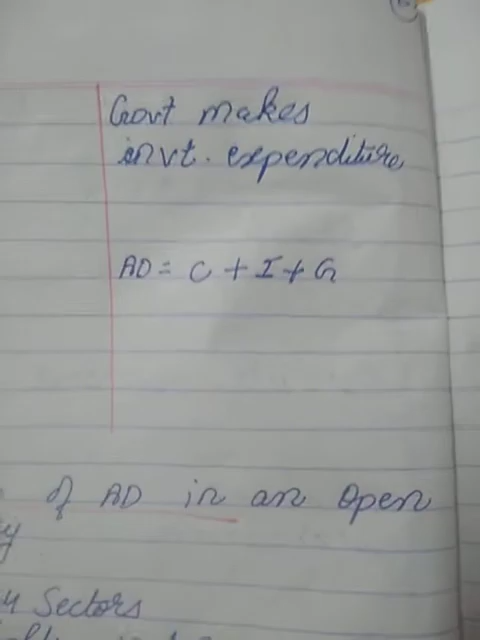 Govt makes
invt. expenditure
AD = C + I + G
of AD in an Open
y
4 Sectors